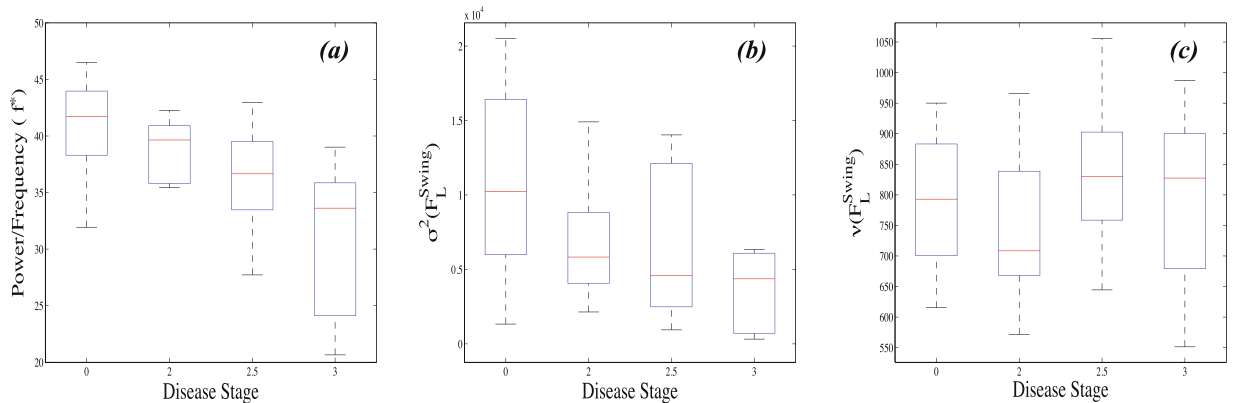 50
45
40
35
30
25
20
Power/Frequency ( f*)
(a)
0 2 2.5 3
Disease Stage
x 10⁴
2
1.5
1
0.5
0
σ²(F_L^Swing)
(b)
0 2 2.5 3
Disease Stage
1050
1000
950
900
850
800
750
700
650
600
550
ν(F_L^Swing)
(c)
0 2 2.5 3
Disease Stage